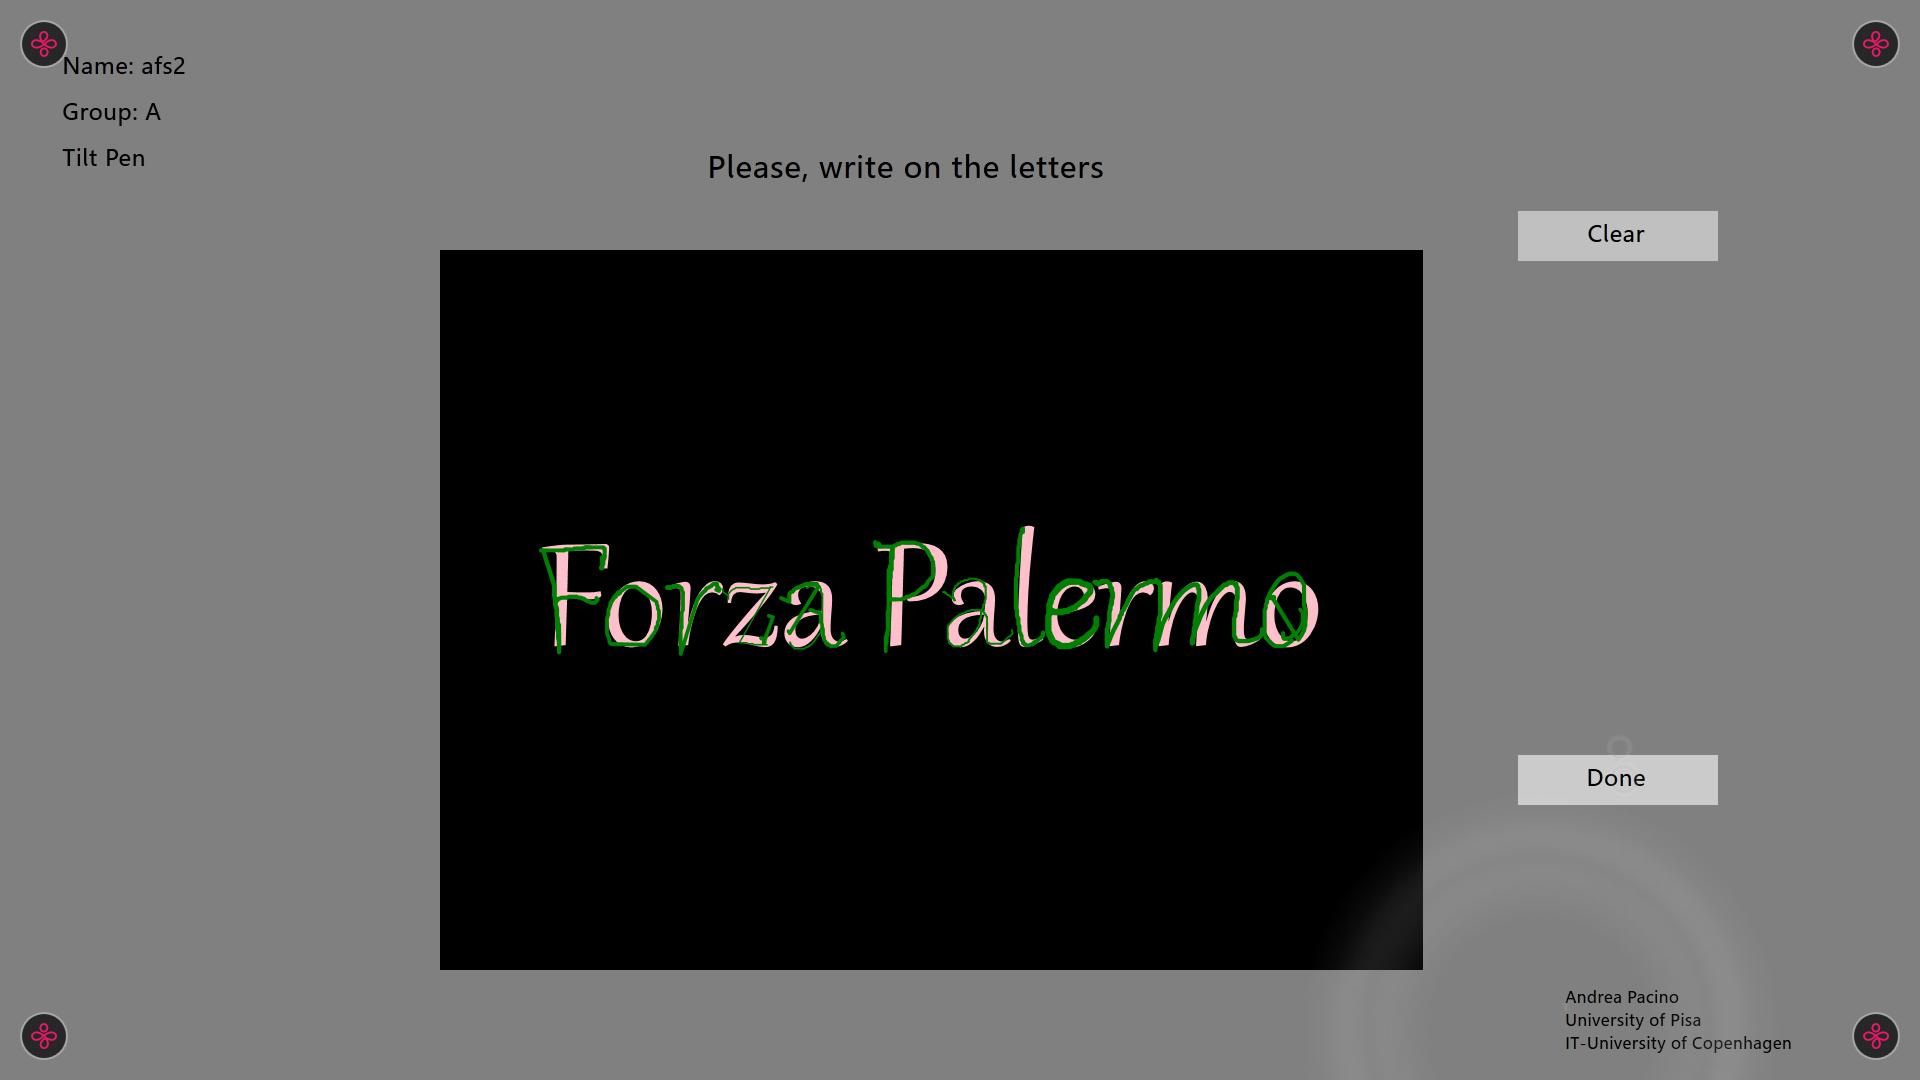 Name: afs2
Group: A
Tilt Pen
Please, write on the letters
Clear
Forza Palermo
Done
Andrea Pacino
University of Pisa
IT-University of Copenhagen